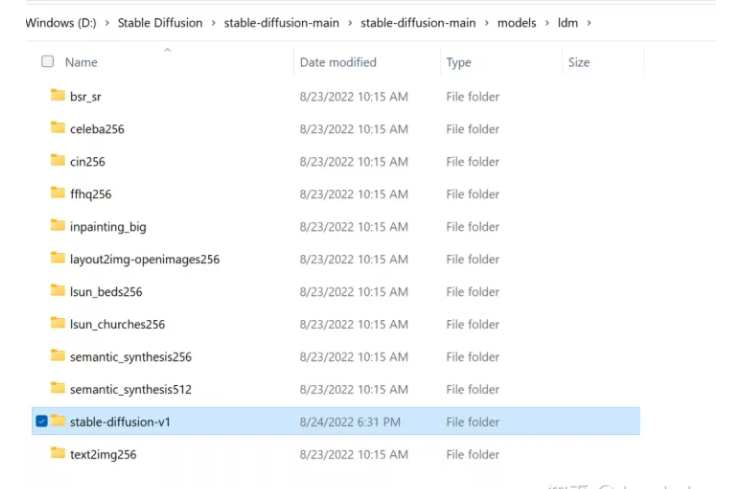 Windows (D:) › Stable Diffusion › stable-diffusion-main › stable-diffusion-main › models › ldm ›
Name Date modified Type Size
bsr_sr 8/23/2022 10:15 AM File folder
celeba256 8/23/2022 10:15 AM File folder
cin256 8/23/2022 10:15 AM File folder
ffhq256 8/23/2022 10:15 AM File folder
inpainting_big 8/23/2022 10:15 AM File folder
layout2img-openimages256 8/23/2022 10:15 AM File folder
lsun_beds256 8/23/2022 10:15 AM File folder
lsun_churches256 8/23/2022 10:15 AM File folder
semantic_synthesis256 8/23/2022 10:15 AM File folder
semantic_synthesis512 8/23/2022 10:15 AM File folder
stable-diffusion-v1 8/24/2022 6:31 PM File folder
text2img256 8/23/2022 10:15 AM File folder